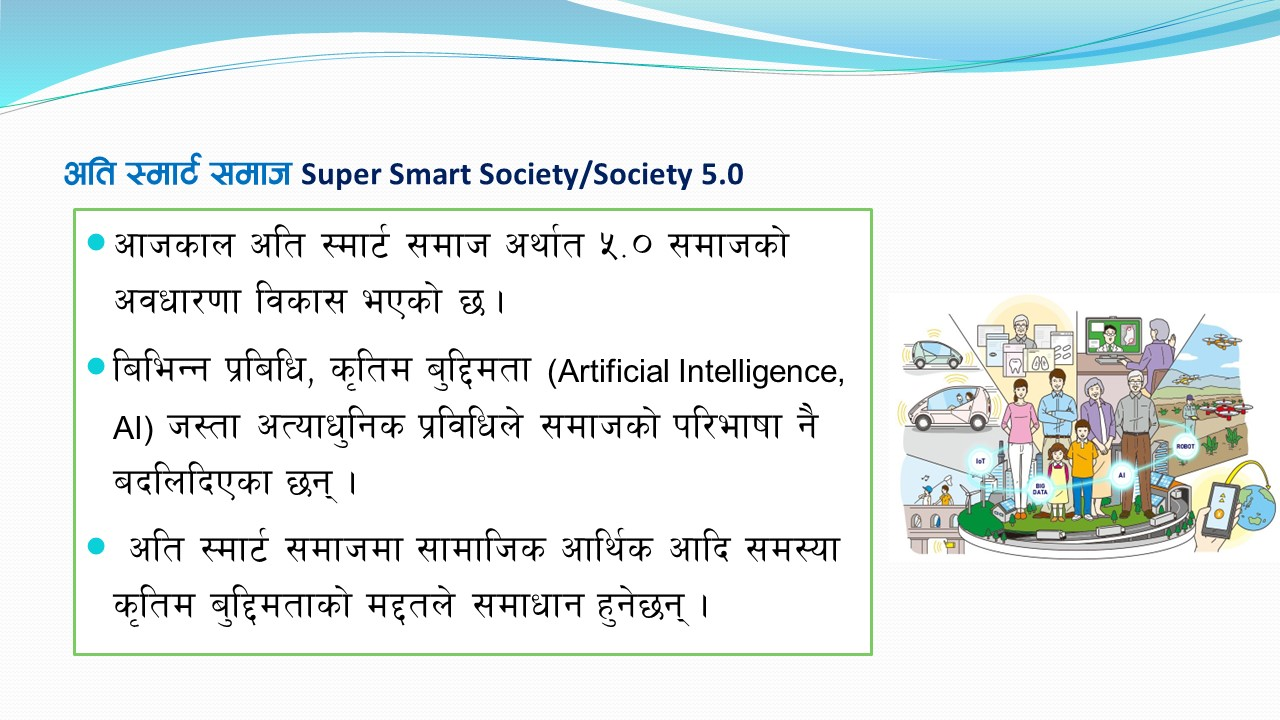 अति स्मार्ट समाज Super Smart Society/Society 5.0
आजकाल अति स्मार्ट समाज अर्थात ५.० समाजको
अवधारणा विकास भएको छ ।
बिभिन्न प्रबिधि, कृतिम बुद्दिमता (Artificial Intelligence,
AI) जस्ता अत्याधुनिक प्रविधिले समाजको परिभाषा नै
बदलिदिएका छन् ।
अति स्मार्ट समाजमा सामाजिक आर्थिक आदि समस्या
कृतिम बुद्दिमताको मद्दतले समाधान हुनेछन् ।
IoT
BIG
DATA
AI
ROBOT